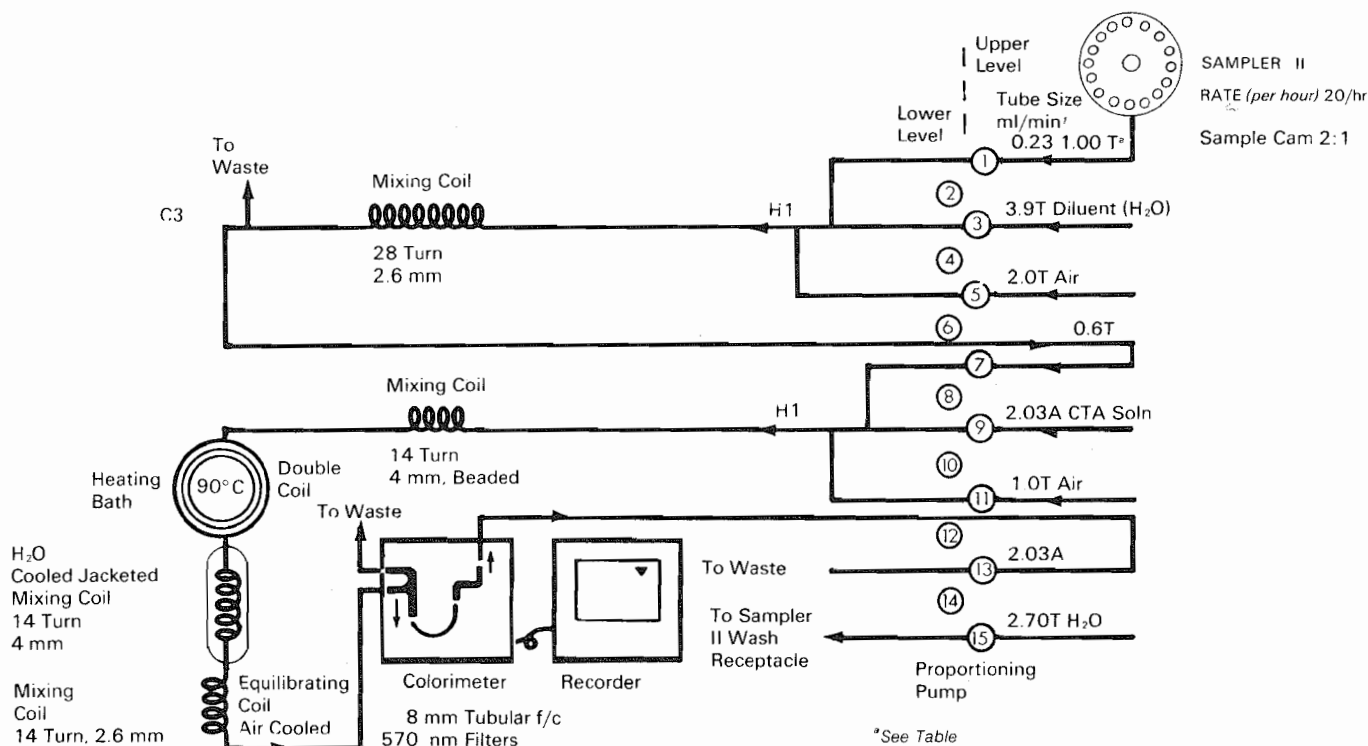 Upper
Level
SAMPLER II
RATE (per hour) 20/hr
Sample Cam 2:1
Lower
Level
Tube Size
ml/min
0.23 1.00 Tᵃ
1
2
3.9T Diluent (H₂O)
3
4
2.0T Air
5
6
0.6T
7
8
2.03A CTA Soln
9
10
1 0T Air
11
12
2.03A
13
14
2.70T H₂O
15
Proportioning
Pump
To
Waste
C3
Mixing Coil
28 Turn
2.6 mm
H1
Mixing Coil
14 Turn
4 mm, Beaded
H1
Heating
Bath
90°C
Double
Coil
To Waste
H₂O
Cooled Jacketed
Mixing Coil
14 Turn
4 mm
Mixing
Coil
14 Turn, 2.6 mm
Equilibrating
Coil
Air Cooled
Colorimeter
8 mm Tubular f/c
570 nm Filters
Recorder
To Waste
To Sampler
II Wash
Receptacle
ᵃSee Table